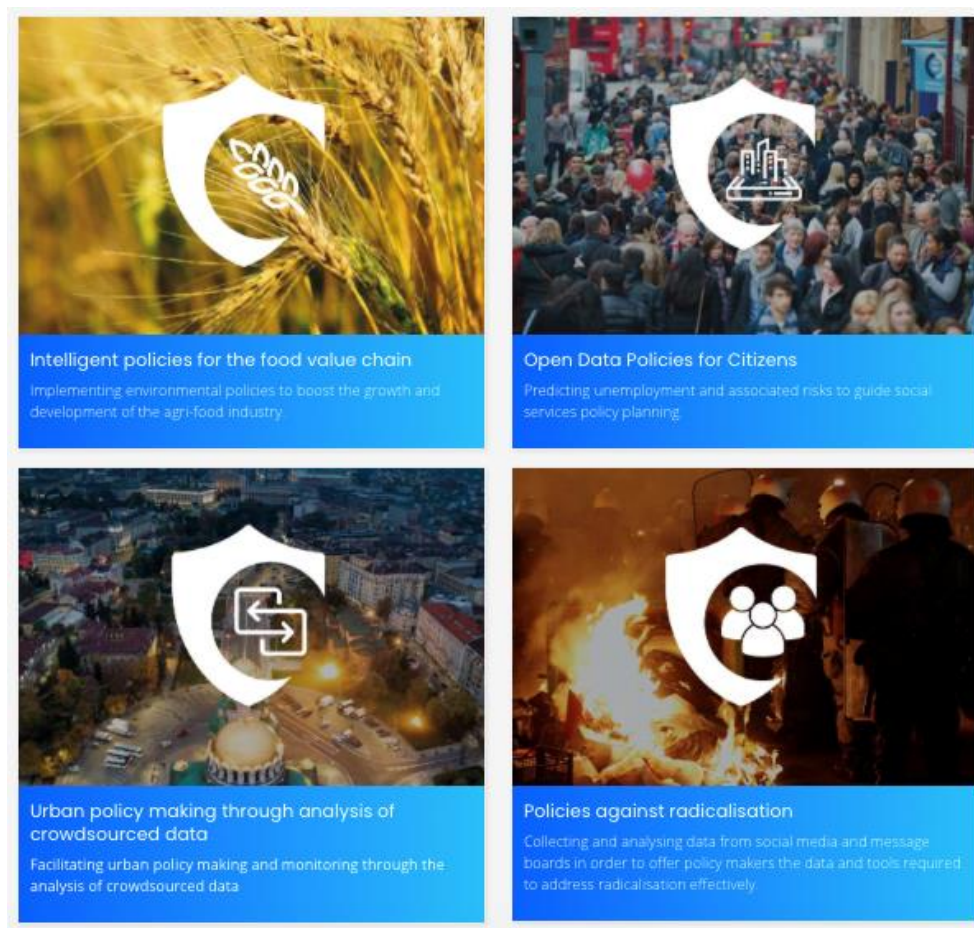 Intelligent policies for the food value chain
Implementing environmental policies to boost the growth and
development of the agri-food industry.
Open Data Policies for Citizens
Predicting unemployment and associated risks to guide social
services policy planning.
Urban policy making through analysis of
crowdsourced data
Facilitating urban policy making and monitoring through the
analysis of crowdsourced data
Policies against radicalisation
Collecting and analysing data from social media and message
boards in order to offer policy makers the data and tools required
to address radicalisation effectively.